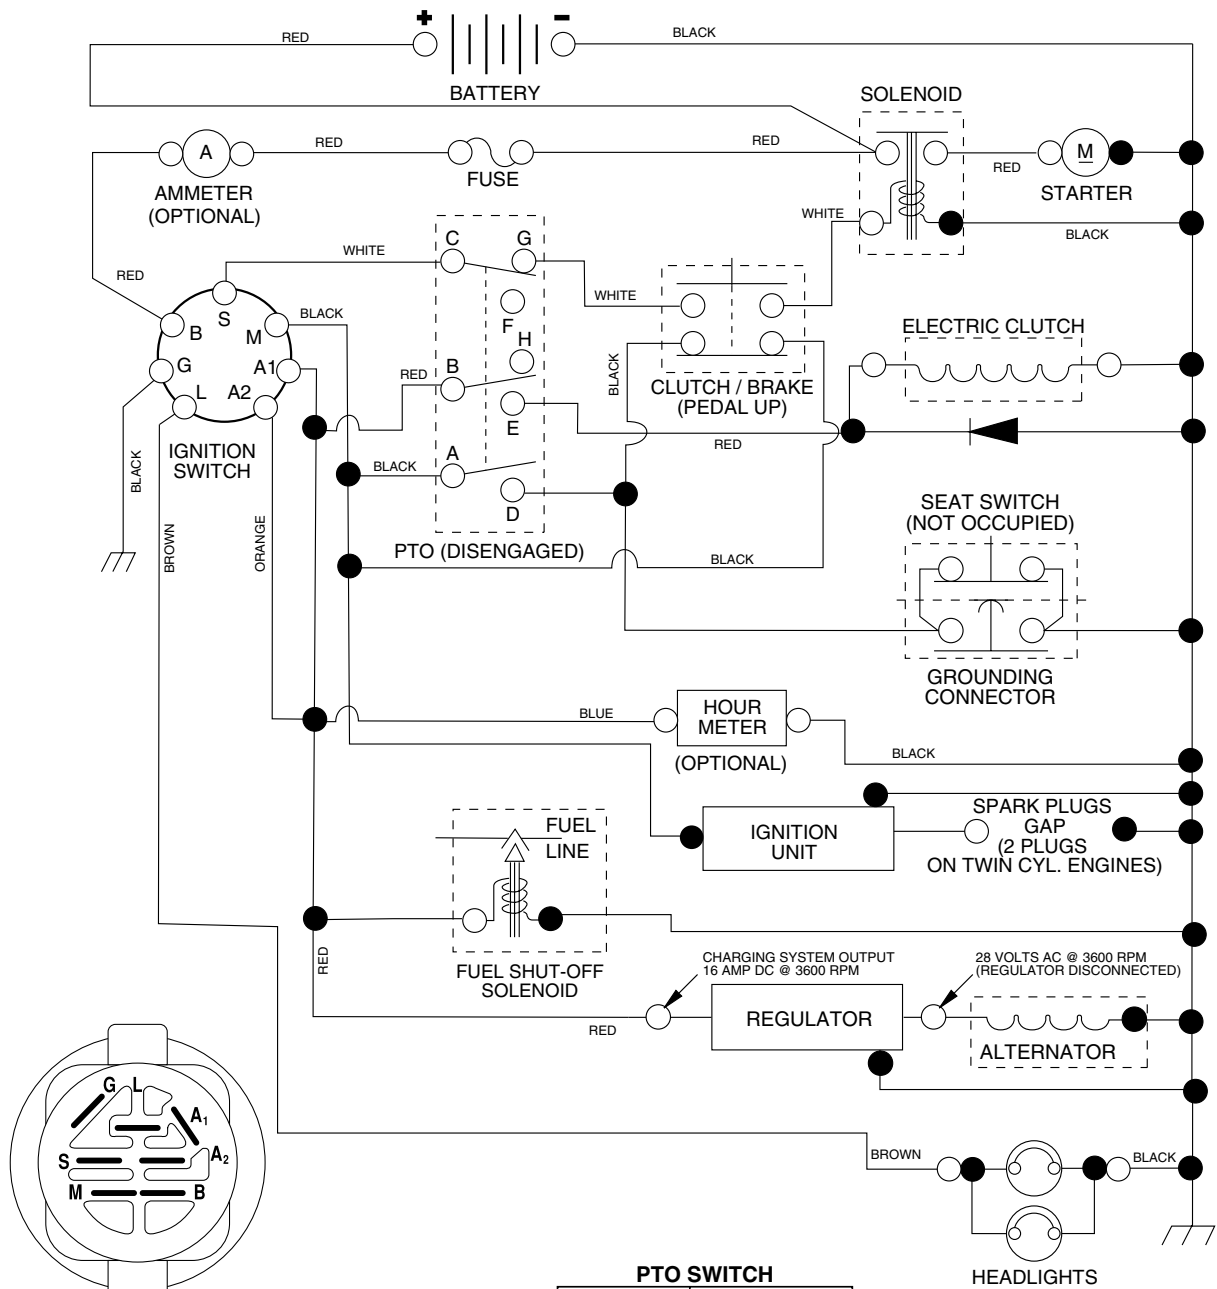 + -
RED
BLACK
BATTERY
SOLENOID
A
RED
FUSE
RED
RED
M
STARTER
AMMETER
(OPTIONAL)
WHITE
BLACK
C
G
WHITE
RED
WHITE
F
S
BLACK
B
M
H
ELECTRIC CLUTCH
G
A1
B
RED
BLACK
CLUTCH / BRAKE
(PEDAL UP)
L
A2
E
RED
IGNITION
SWITCH
BLACK
A
BLACK
D
SEAT SWITCH
(NOT OCCUPIED)
BROWN
ORANGE
PTO (DISENGAGED)
BLACK
GROUNDING
CONNECTOR
BLUE
HOUR
METER
(OPTIONAL)
BLACK
FUEL
LINE
IGNITION
UNIT
SPARK PLUGS
GAP
(2 PLUGS
ON TWIN CYL. ENGINES)
FUEL SHUT-OFF
SOLENOID
RED
CHARGING SYSTEM OUTPUT
16 AMP DC @ 3600 RPM
28 VOLTS AC @ 3600 RPM
(REGULATOR DISCONNECTED)
RED
REGULATOR
ALTERNATOR
G L
A1
A2
S
M
B
BROWN
BLACK
HEADLIGHTS
PTO SWITCH